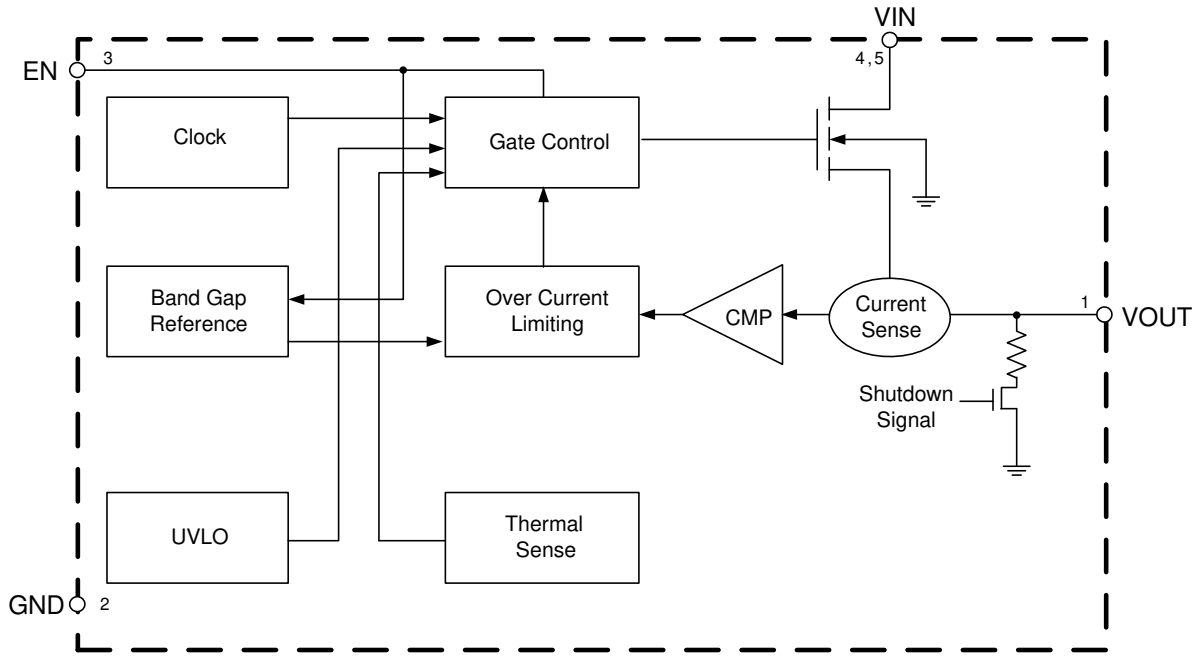 VIN
4,5
EN
3
Clock
Gate Control
Band Gap
Reference
Over Current
Limiting
CMP
Current
Sense
1
VOUT
Shutdown
Signal
UVLO
Thermal
Sense
GND
2